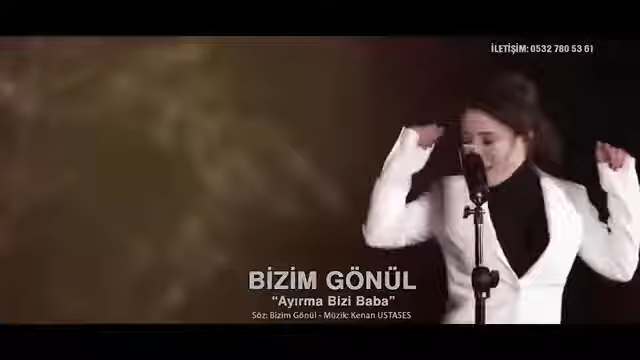 İLETİŞİM: 0532 780 53 61
BİZİM GÖNÜL
“Ayırma Bizi Baba”
Söz: Bizim Gönül - Müzik: Kenan USTASES